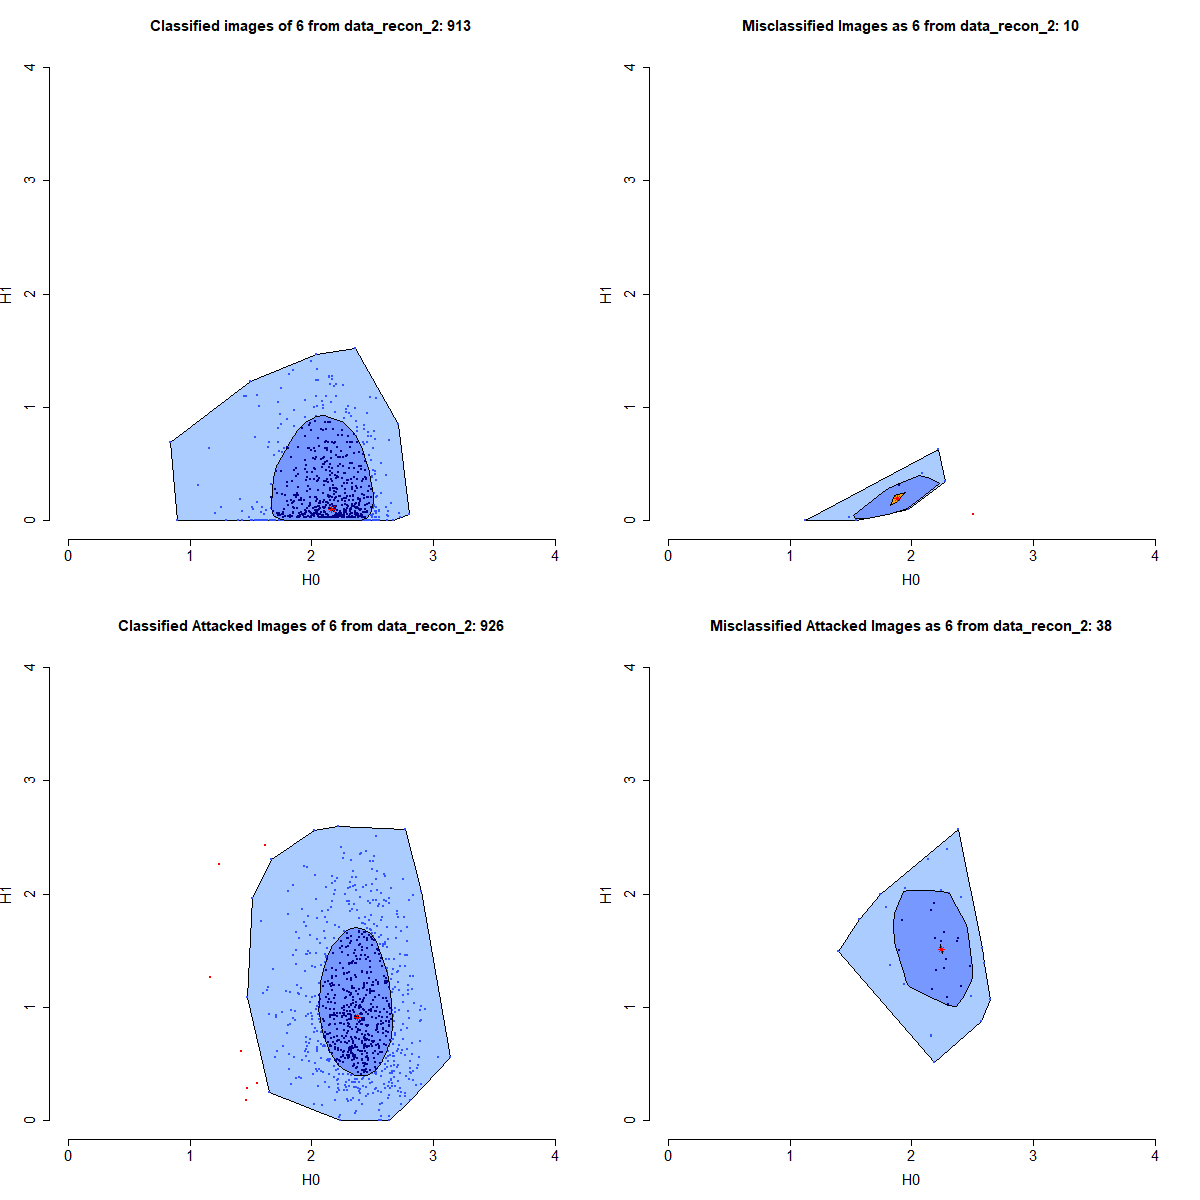 Classified images of 6 from data_recon_2: 913
4
3
2
1
0
H1
0 1 2 3 4
H0
Misclassified Images as 6 from data_recon_2: 10
4
3
2
1
0
H1
0 1 2 3 4
H0
Classified Attacked Images of 6 from data_recon_2: 926
4
3
2
1
0
H1
0 1 2 3 4
H0
Misclassified Attacked Images as 6 from data_recon_2: 38
4
3
2
1
0
H1
0 1 2 3 4
H0